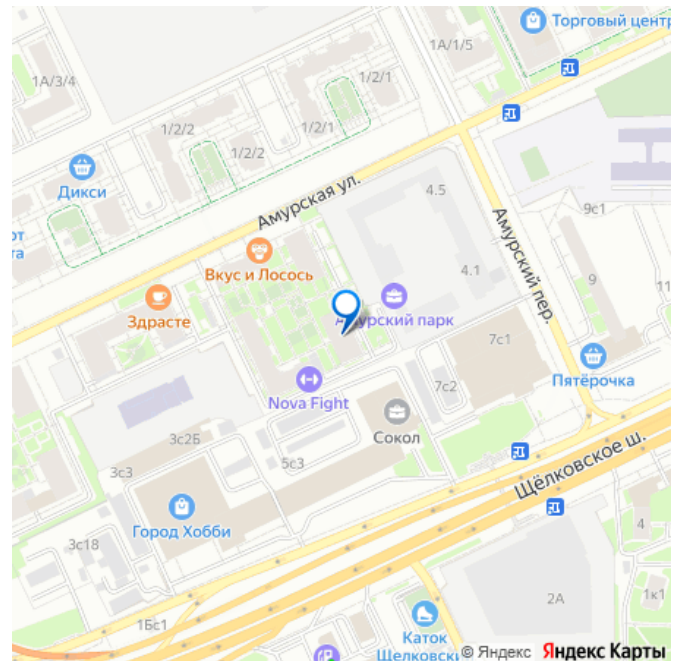 Торговый центр
1А/1/5
1А/3/4
1/2/1
1/2/2
1/2/1
1/2/2
Дикси
4.5
Амурская ул.
9с1
Амурский пер.
Вкус и Лосось
4.1
9
11
Здрасте
Амурский парк
7с1
Пятёрочка
7с2
Nova Fight
Сокол
3с2Б
5с3
3с3
Щёлковское ш.
Город Хобби
3с18
4
2А
1к1
1Бс1
Каток
Щелковски
© Яндекс Яндекс Карты